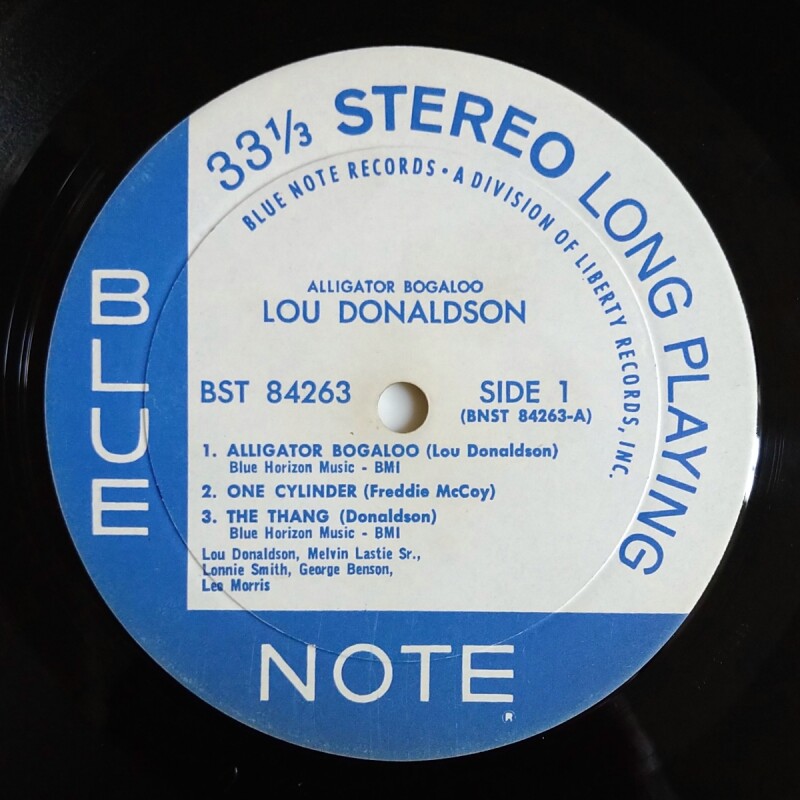 33⅓ STEREO LONG PLAYING
BLUE NOTE RECORDS • A DIVISION OF LIBERTY RECORDS, INC.
BLUE
ALLIGATOR BOGALOO
LOU DONALDSON
BST 84263
SIDE 1
(BNST 84263-A)
1. ALLIGATOR BOGALOO (Lou Donaldson)
Blue Horizon Music - BMI
2. ONE CYLINDER (Freddie McCoy)
3. THE THANG (Donaldson)
Blue Horizon Music - BMI
Lou Donaldson, Melvin Lastie Sr.,
Lonnie Smith, George Benson,
Leo Morris
NOTE
®